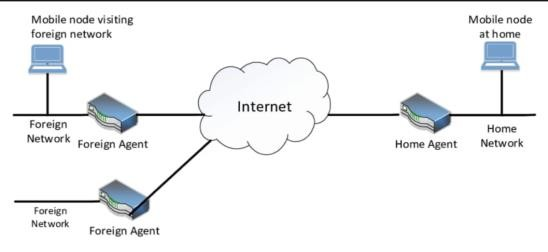 Mobile node visiting
foreign network
Mobile node
at home
Internet
Foreign
Network
Foreign Agent
Home Agent
Home
Network
Foreign
Network
Foreign Agent